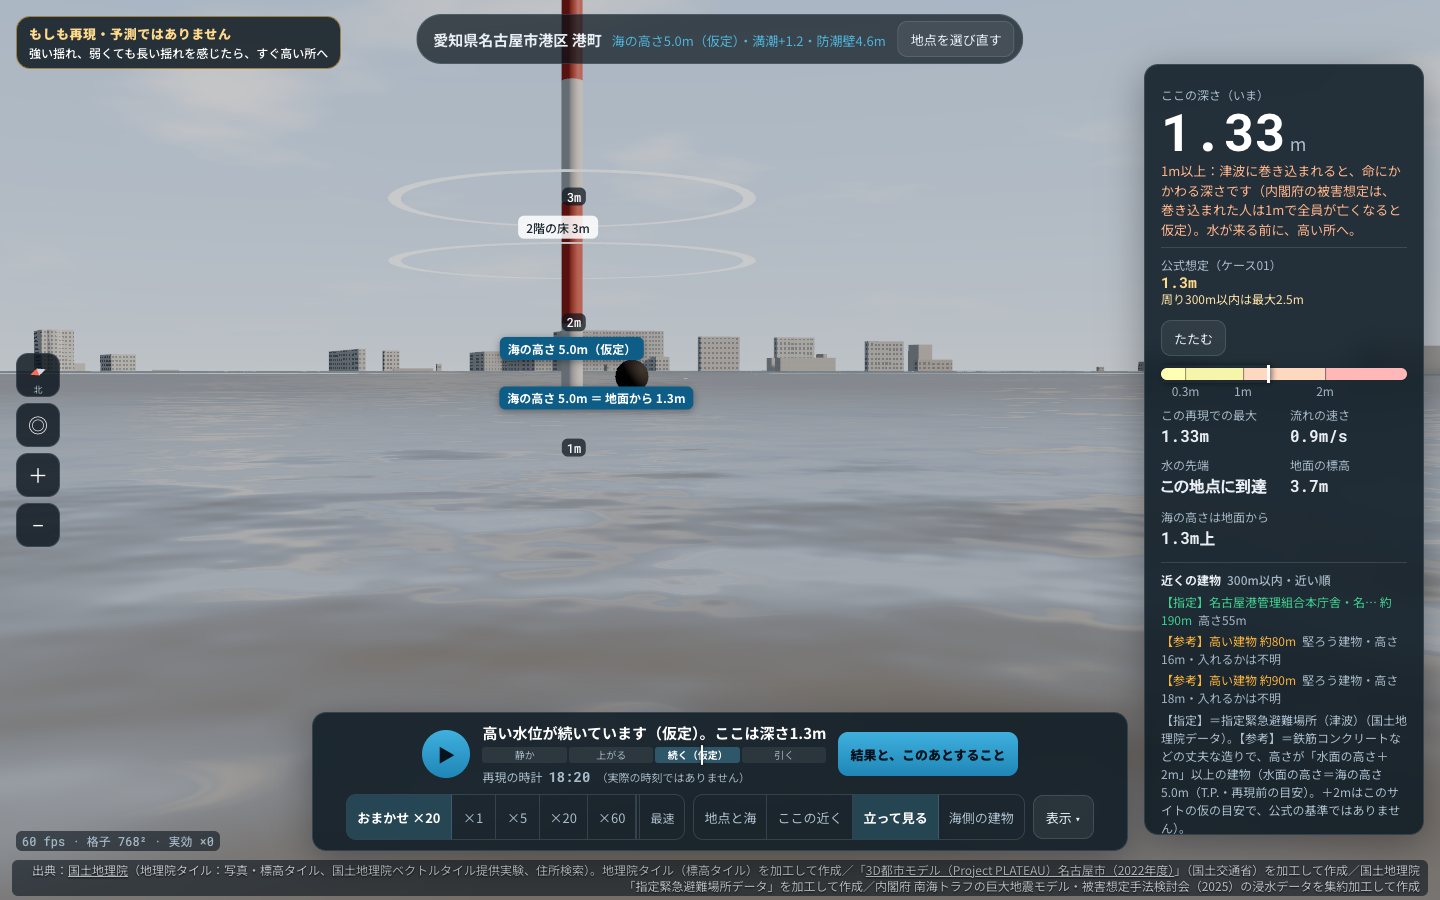 もしも再現・予測ではありません
強い揺れ、弱くても長い揺れを感じたら、すぐ高い所へ
愛知県名古屋市港区 港町 海の高さ5.0m（仮定）・満潮+1.2・防潮壁4.6m 地点を選び直す
3m
2階の床 3m
2m
海の高さ 5.0m（仮定）
海の高さ 5.0m ＝ 地面から 1.3m
1m
北
ここの深さ（いま）
1.33 m
1m以上：津波に巻き込まれると、命にか
かわる深さです（内閣府の被害想定は、
巻き込まれた人は1mで全員が亡くなると
仮定）。水が来る前に、高い所へ。
公式想定（ケース01）
1.3m
周り300m以内は最大2.5m
たたむ
0.3m 1m 2m
この再現での最大 流れの速さ
1.33m 0.9m/s
水の先端 地面の標高
この地点に到達 3.7m
海の高さは地面から
1.3m上
近くの建物 300m以内・近い順
【指定】名古屋港管理組合本庁舎・名… 約
190m 高さ55m
【参考】高い建物 約80m 堅ろう建物・高さ
16m・入れるかは不明
【参考】高い建物 約90m 堅ろう建物・高さ
18m・入れるかは不明
【指定】＝指定緊急避難場所（津波）（国土地
理院データ）。【参考】＝鉄筋コンクリートな
どの丈夫な造りで、高さが「水面の高さ＋
2m」以上の建物（水面の高さ＝海の高さ
5.0m（T.P.・再現前の目安）。＋2mはこのサ
イトの仮の目安で、公式の基準ではありませ
ん）。
高い水位が続いています（仮定）。ここは深さ1.3m
静か 上がる 続く（仮定） 引く
再現の時計 18:20 （実際の時刻ではありません）
結果と、このあとすること
おまかせ ×20 ×1 ×5 ×20 ×60 最速 地点と海 ここの近く 立って見る 海側の建物 表示 ▾
60 fps · 格子 768² · 実効 ×0
出典：国土地理院（地理院タイル：写真・標高タイル、国土地理院ベクトルタイル提供実験、住所検索）。地理院タイル（標高タイル）を加工して作成／「3D都市モデル（Project PLATEAU）名古屋市（2022年度）」（国土交通省）を加工して作成／国土地理院
「指定緊急避難場所データ」を加工して作成／内閣府 南海トラフの巨大地震モデル・被害想定手法検討会（2025）の浸水データを集約加工して作成